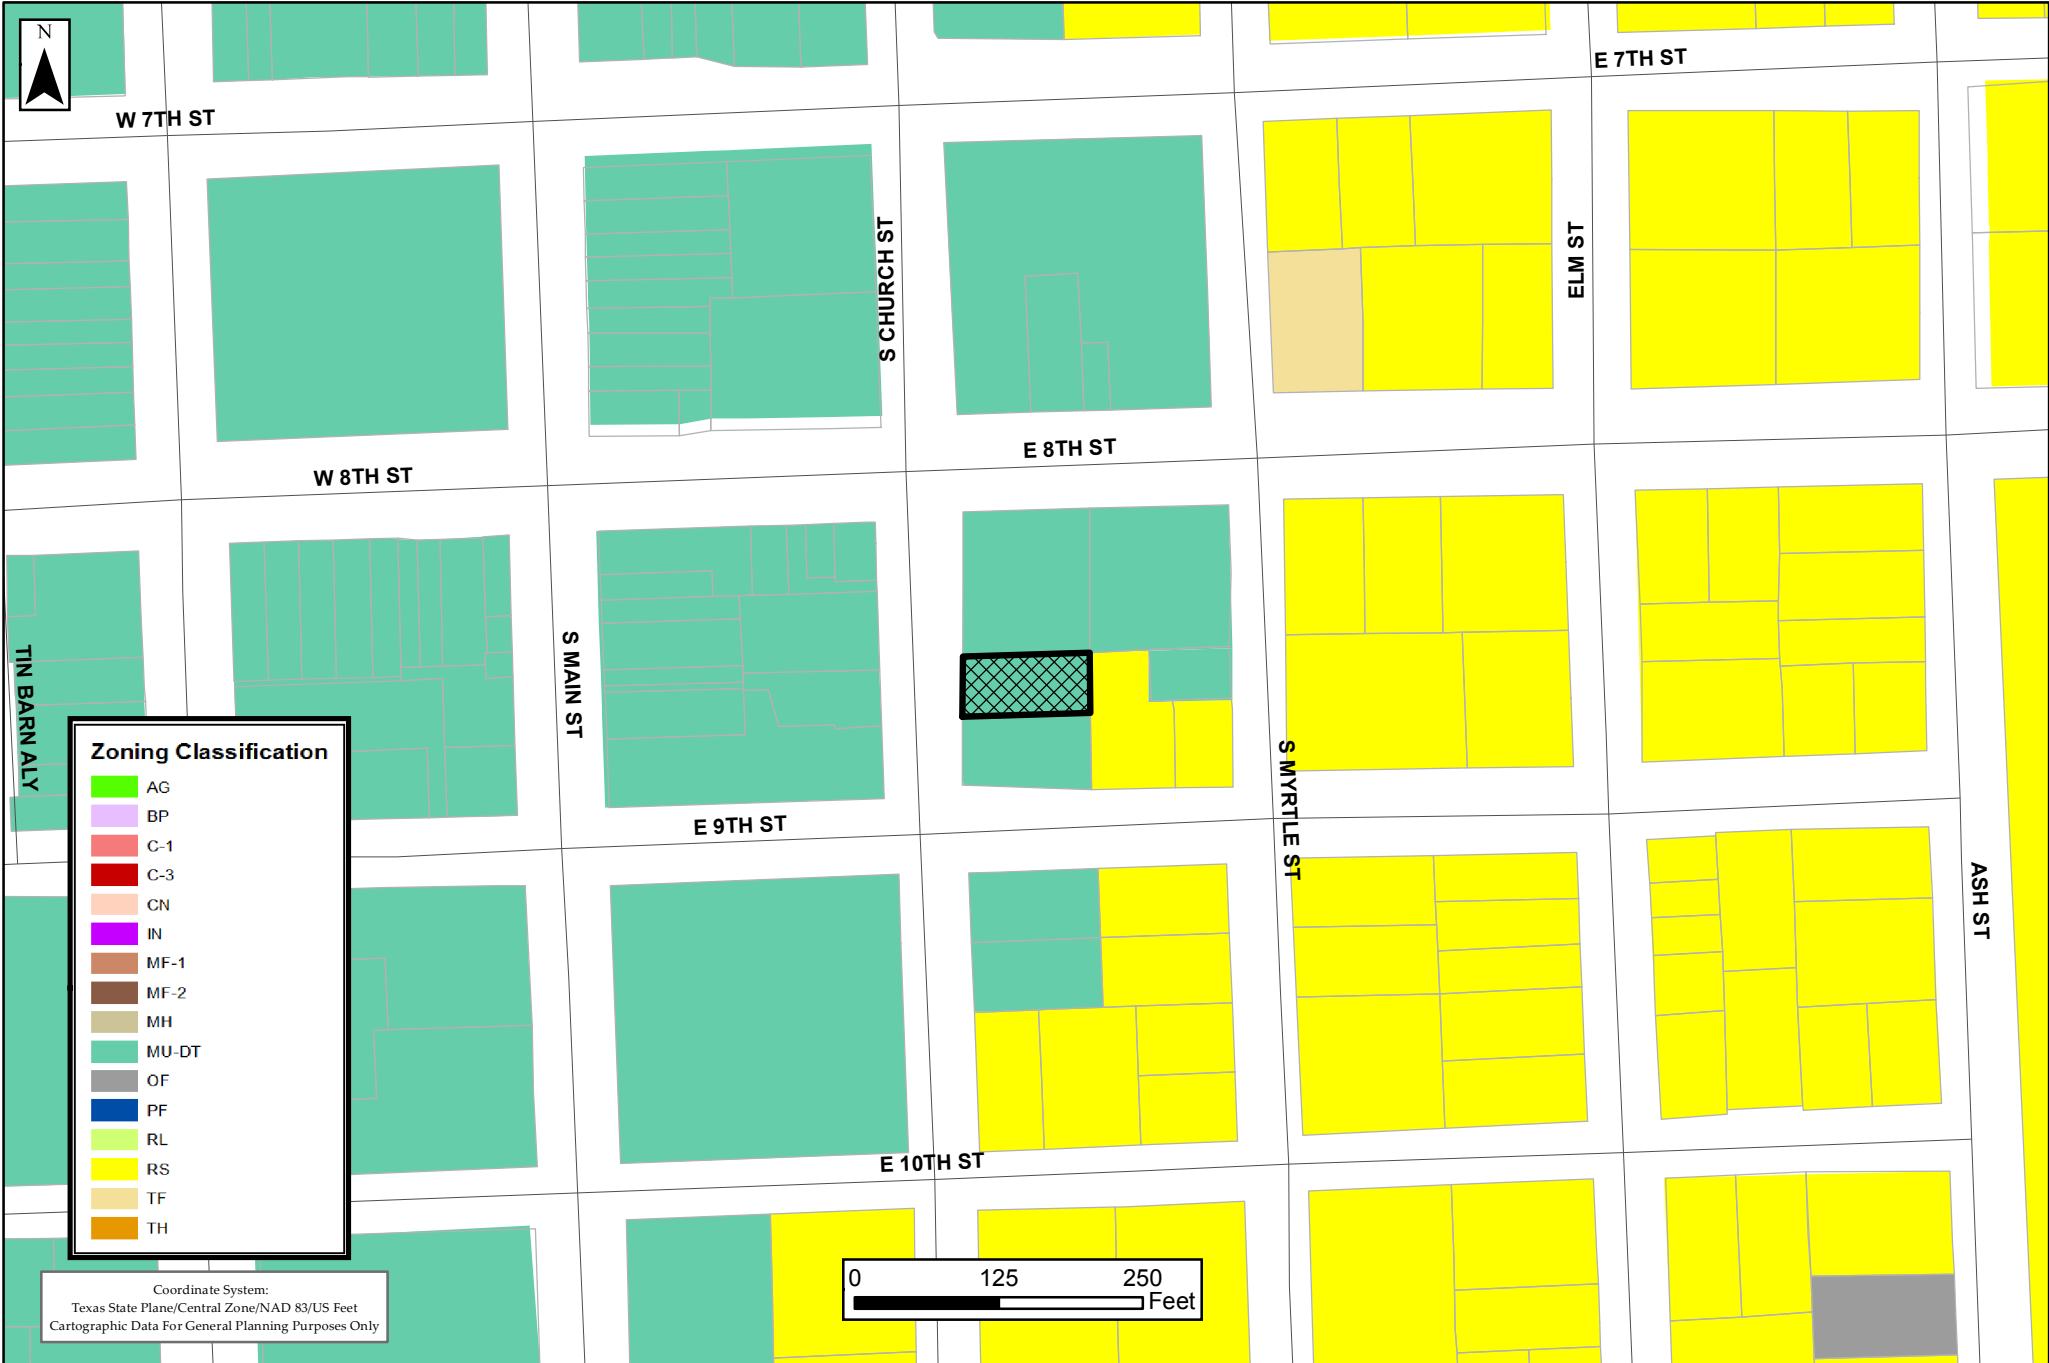 N
E 7TH ST
W 7TH ST
S CHURCH ST
ELM ST
E 8TH ST
W 8TH ST
S MAIN ST
TIN BARN ALY
S MYRTLE ST
E 9TH ST
ASH ST
E 10TH ST
Zoning Classification
AG
BP
C-1
C-3
CN
IN
MF-1
MF-2
MH
MU-DT
OF
PF
RL
RS
TF
TH
0 125 250
Feet
Coordinate System:
Texas State Plane/Central Zone/NAD 83/US Feet
Cartographic Data For General Planning Purposes Only